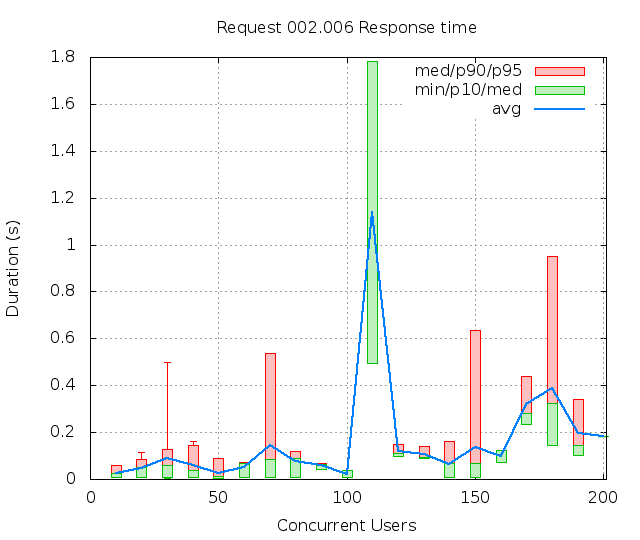 Request 002.006 Response time
1.8
1.6
1.4
1.2
1
0.8
0.6
0.4
0.2
0
med/p90/p95
min/p10/med
avg
Duration (s)
0 50 100 150 200
Concurrent Users